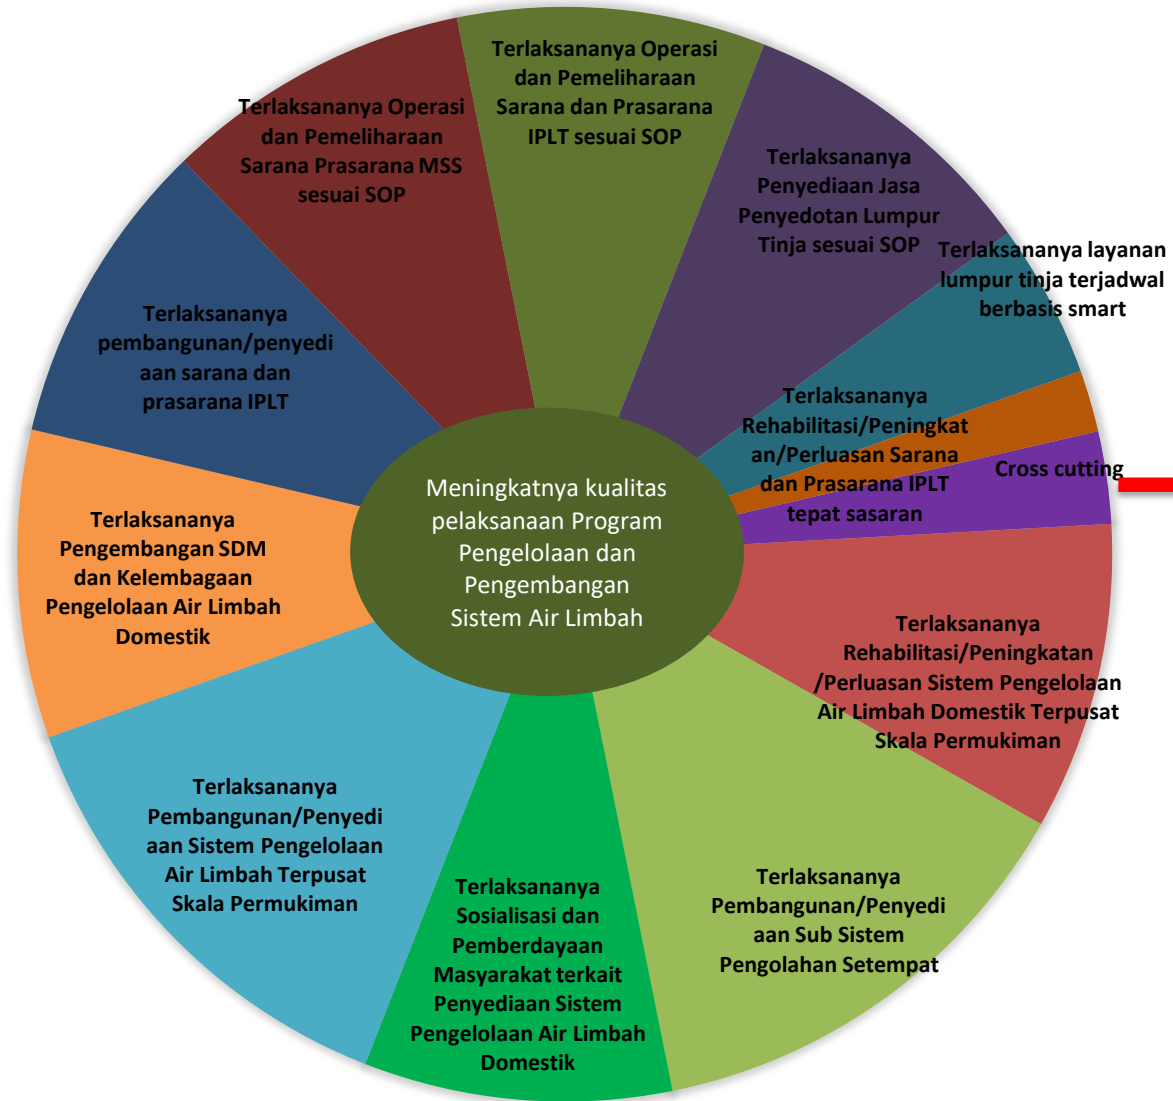 Terlaksananya Operasi
dan Pemeliharaan
Sarana dan Prasarana
IPLT sesuai SOP
Terlaksananya Operasi
dan Pemeliharaan
Sarana Prasarana MSS
sesuai SOP
Terlaksananya
Penyediaan Jasa
Penyedotan Lumpur
Tinja sesuai SOP
Terlaksananya layanan
lumpur tinja terjadwal
berbasis smart
Terlaksananya
pembangunan/penyedi
aan sarana dan
prasarana IPLT
Terlaksananya
Rehabilitasi/Peningkat
an/Perluasan Sarana
dan Prasarana IPLT
tepat sasaran
Cross cutting
Meningkatnya kualitas
pelaksanaan Program
Pengelolaan dan
Pengembangan
Sistem Air Limbah
Terlaksananya
Pengembangan SDM
dan Kelembagaan
Pengelolaan Air Limbah
Domestik
Terlaksananya
Rehabilitasi/Peningkatan
/Perluasan Sistem Pengelolaan
Air Limbah Domestik Terpusat
Skala Permukiman
Terlaksananya
Pembangunan/Penyedi
aan Sistem Pengelolaan
Air Limbah Terpusat
Skala Permukiman
Terlaksananya
Sosialisasi dan
Pemberdayaan
Masyarakat terkait
Penyediaan Sistem
Pengelolaan Air Limbah
Domestik
Terlaksananya
Pembangunan/Penyedi
aan Sub Sistem
Pengolahan Setempat